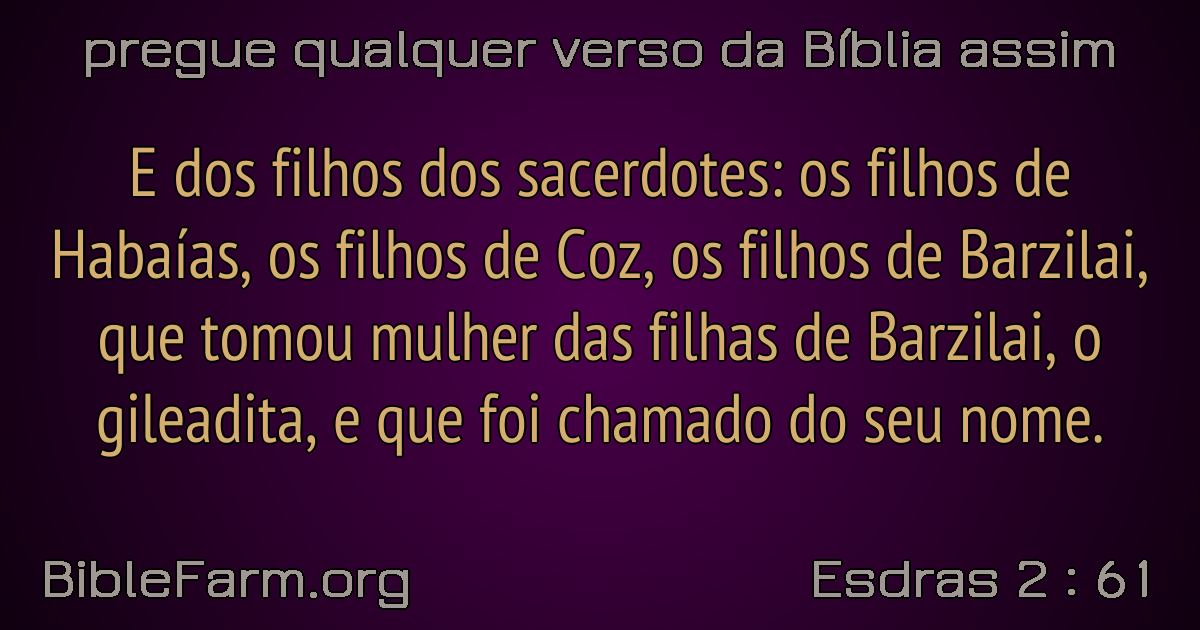 pregue qualquer verso da Bíblia assim
E dos filhos dos sacerdotes: os filhos de
Habaías, os filhos de Coz, os filhos de Barzilai,
que tomou mulher das filhas de Barzilai, o
gileadita, e que foi chamado do seu nome.
BibleFarm.org
Esdras 2 : 61